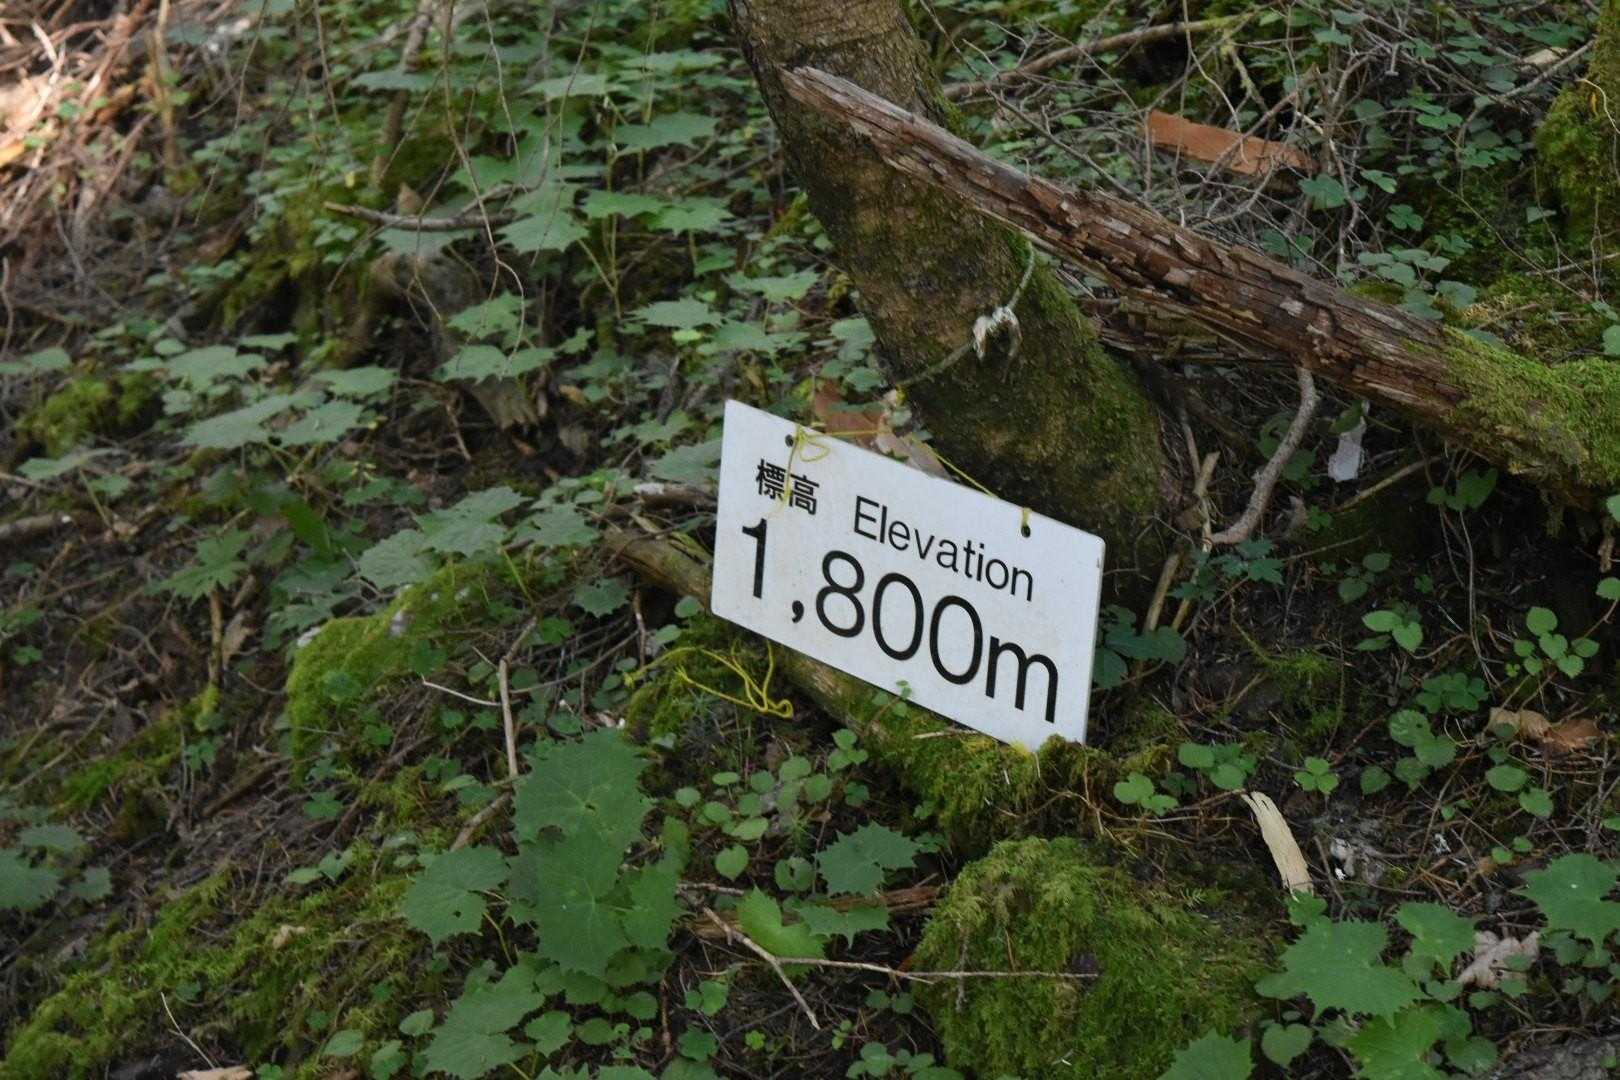 標高 Elevation
1,800m